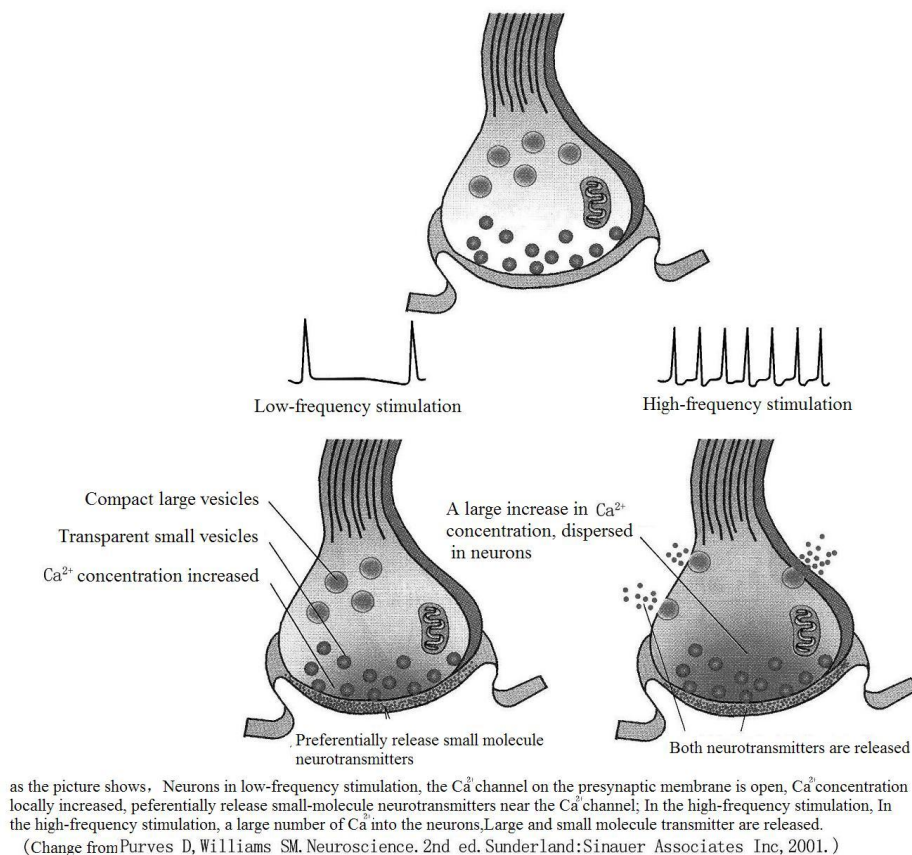 Low-frequency stimulation
High-frequency stimulation
Compact large vesicles
Transparent small vesicles
Ca²⁺ concentration increased
A large increase in Ca²⁺
concentration, dispersed
in neurons
Preferentially release small molecule
neurotransmitters
Both neurotransmitters are released
as the picture shows, Neurons in low-frequency stimulation, the Ca²⁺ channel on the presynaptic membrane is open, Ca²⁺ concentration
locally increased, peferentially release small-molecule neurotransmitters near the Ca²⁺ channel; In the high-frequency stimulation, In
the high-frequency stimulation, a large number of Ca²⁺ into the neurons,Large and small molecule transmitter are released.
(Change from Purves D, Williams SM. Neuroscience. 2nd ed. Sunderland: Sinauer Associates Inc, 2001.)